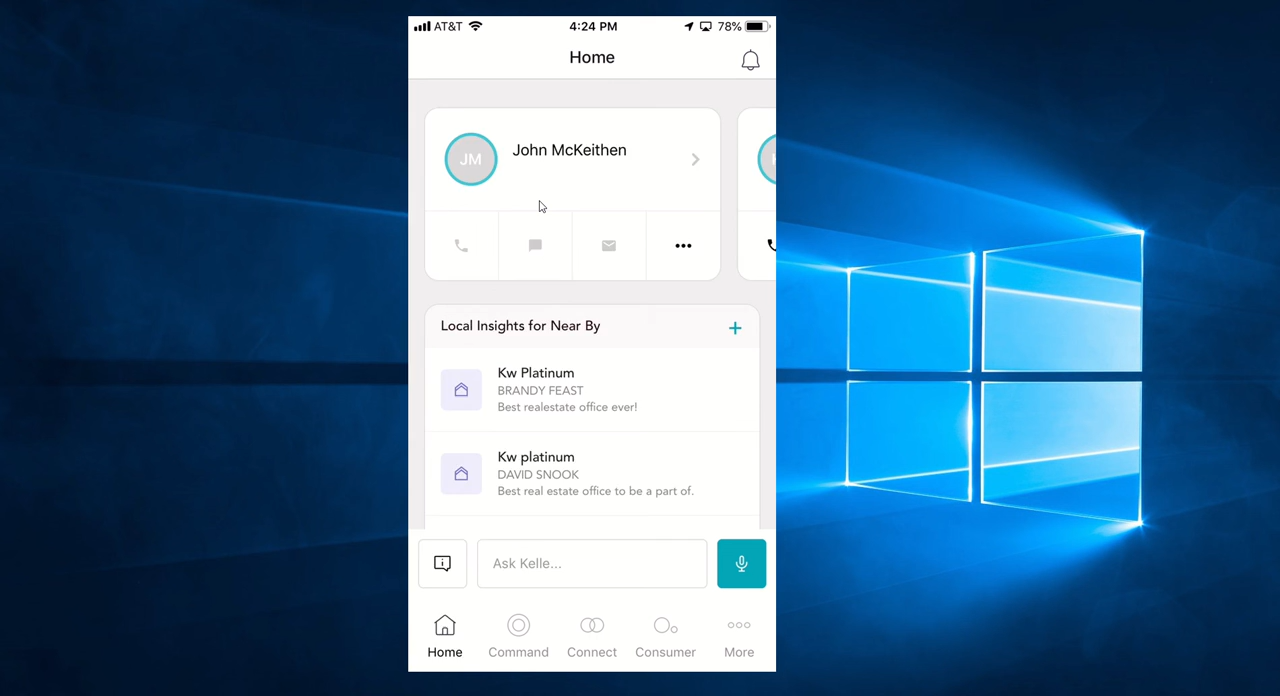 AT&T 4:24 PM 78%
Home
JM John McKeithen
Local Insights for Near By +
Kw Platinum
BRANDY FEAST
Best realestate office ever!
Kw platinum
DAVID SNOOK
Best real estate office to be a part of.
Ask Kelle...
Home Command Connect Consumer More